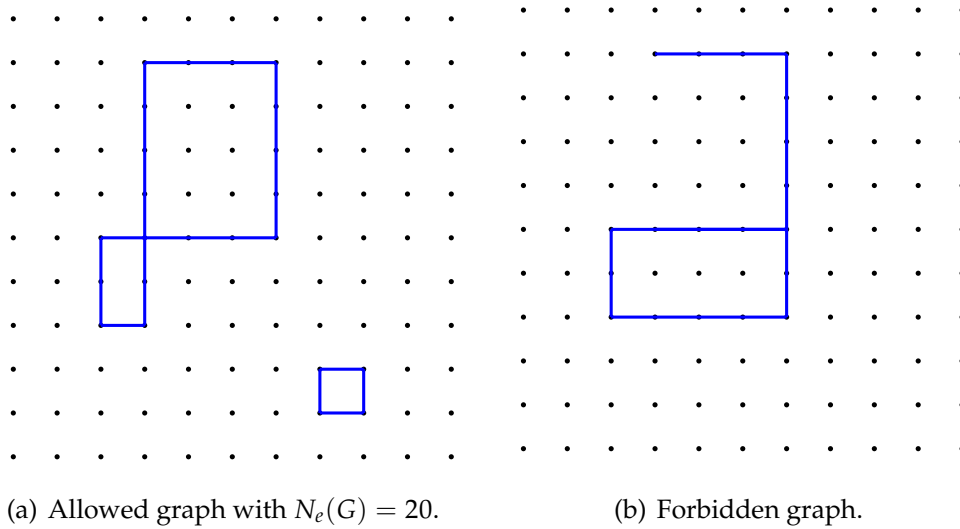 (a) Allowed graph with $N_e(G) = 20$.
(b) Forbidden graph.